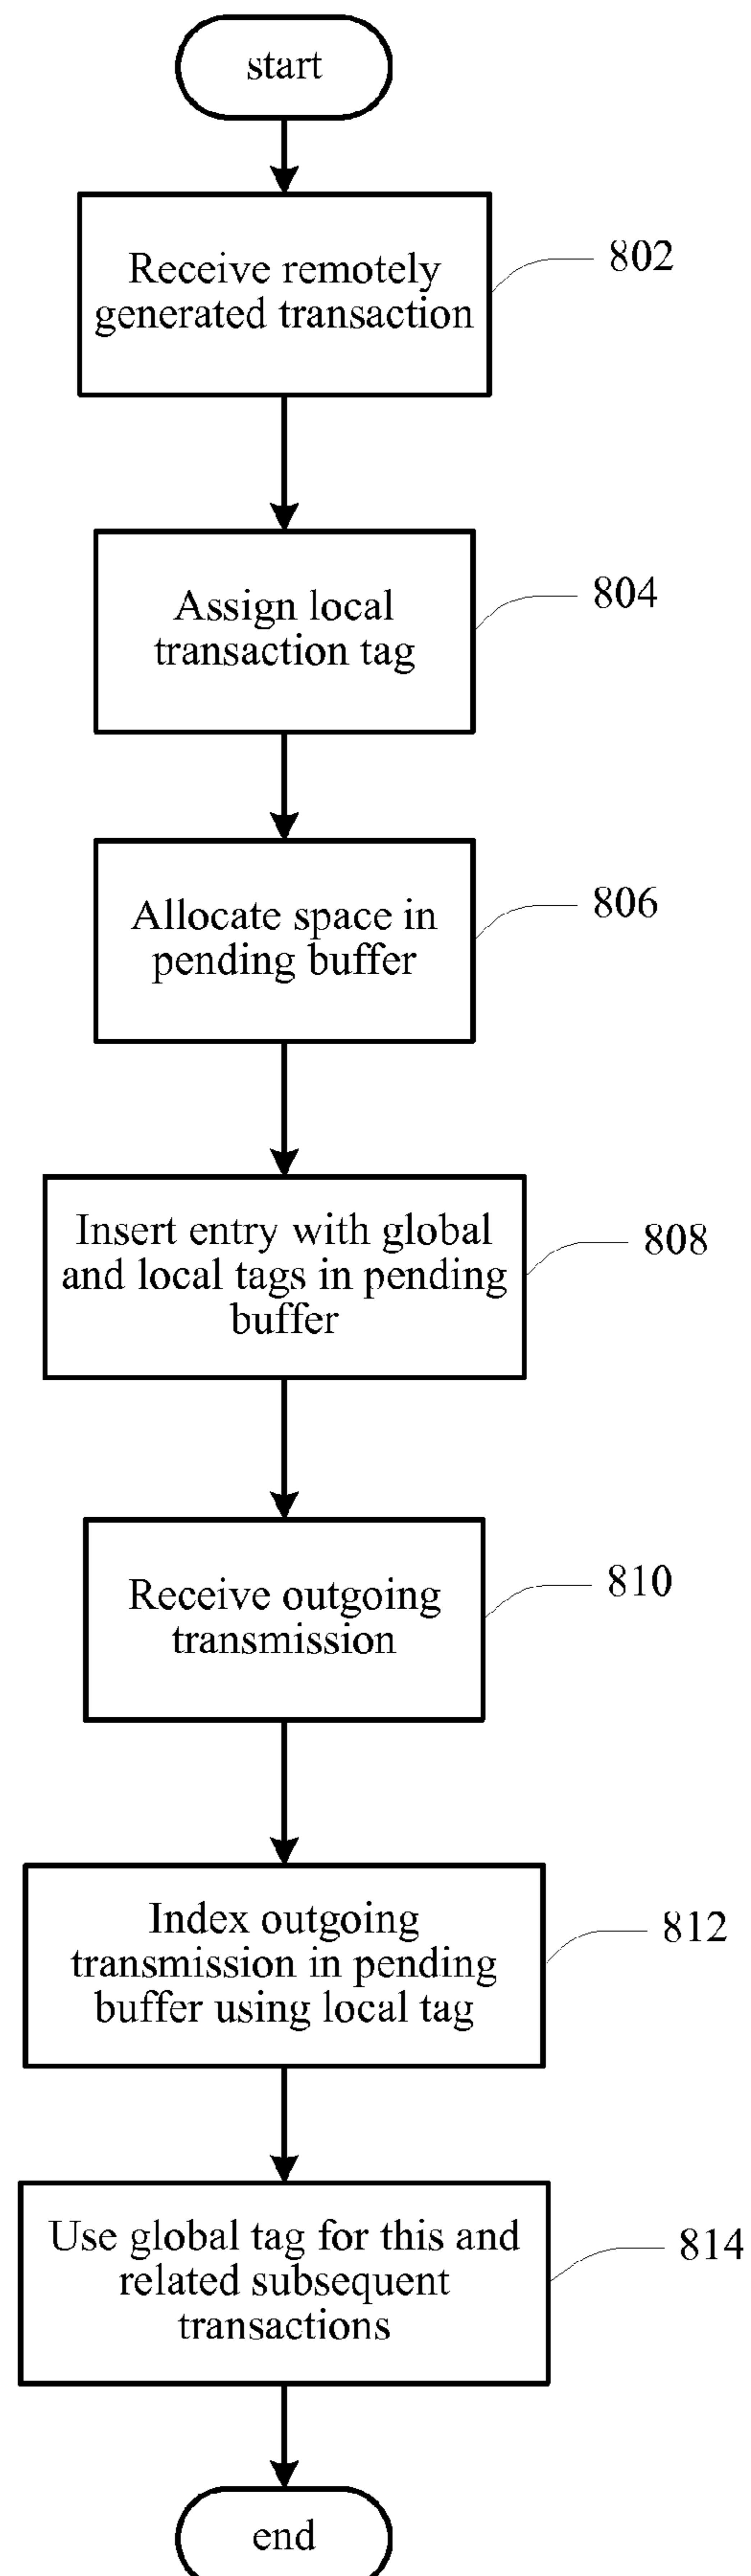 start
Receive remotely
generated transaction
802
Assign local
transaction tag
804
Allocate space in
pending buffer
806
Insert entry with global
and local tags in pending
buffer
808
Receive outgoing
transmission
810
Index outgoing
transmission in pending
buffer using local tag
812
Use global tag for this and
related subsequent
transactions
814
end